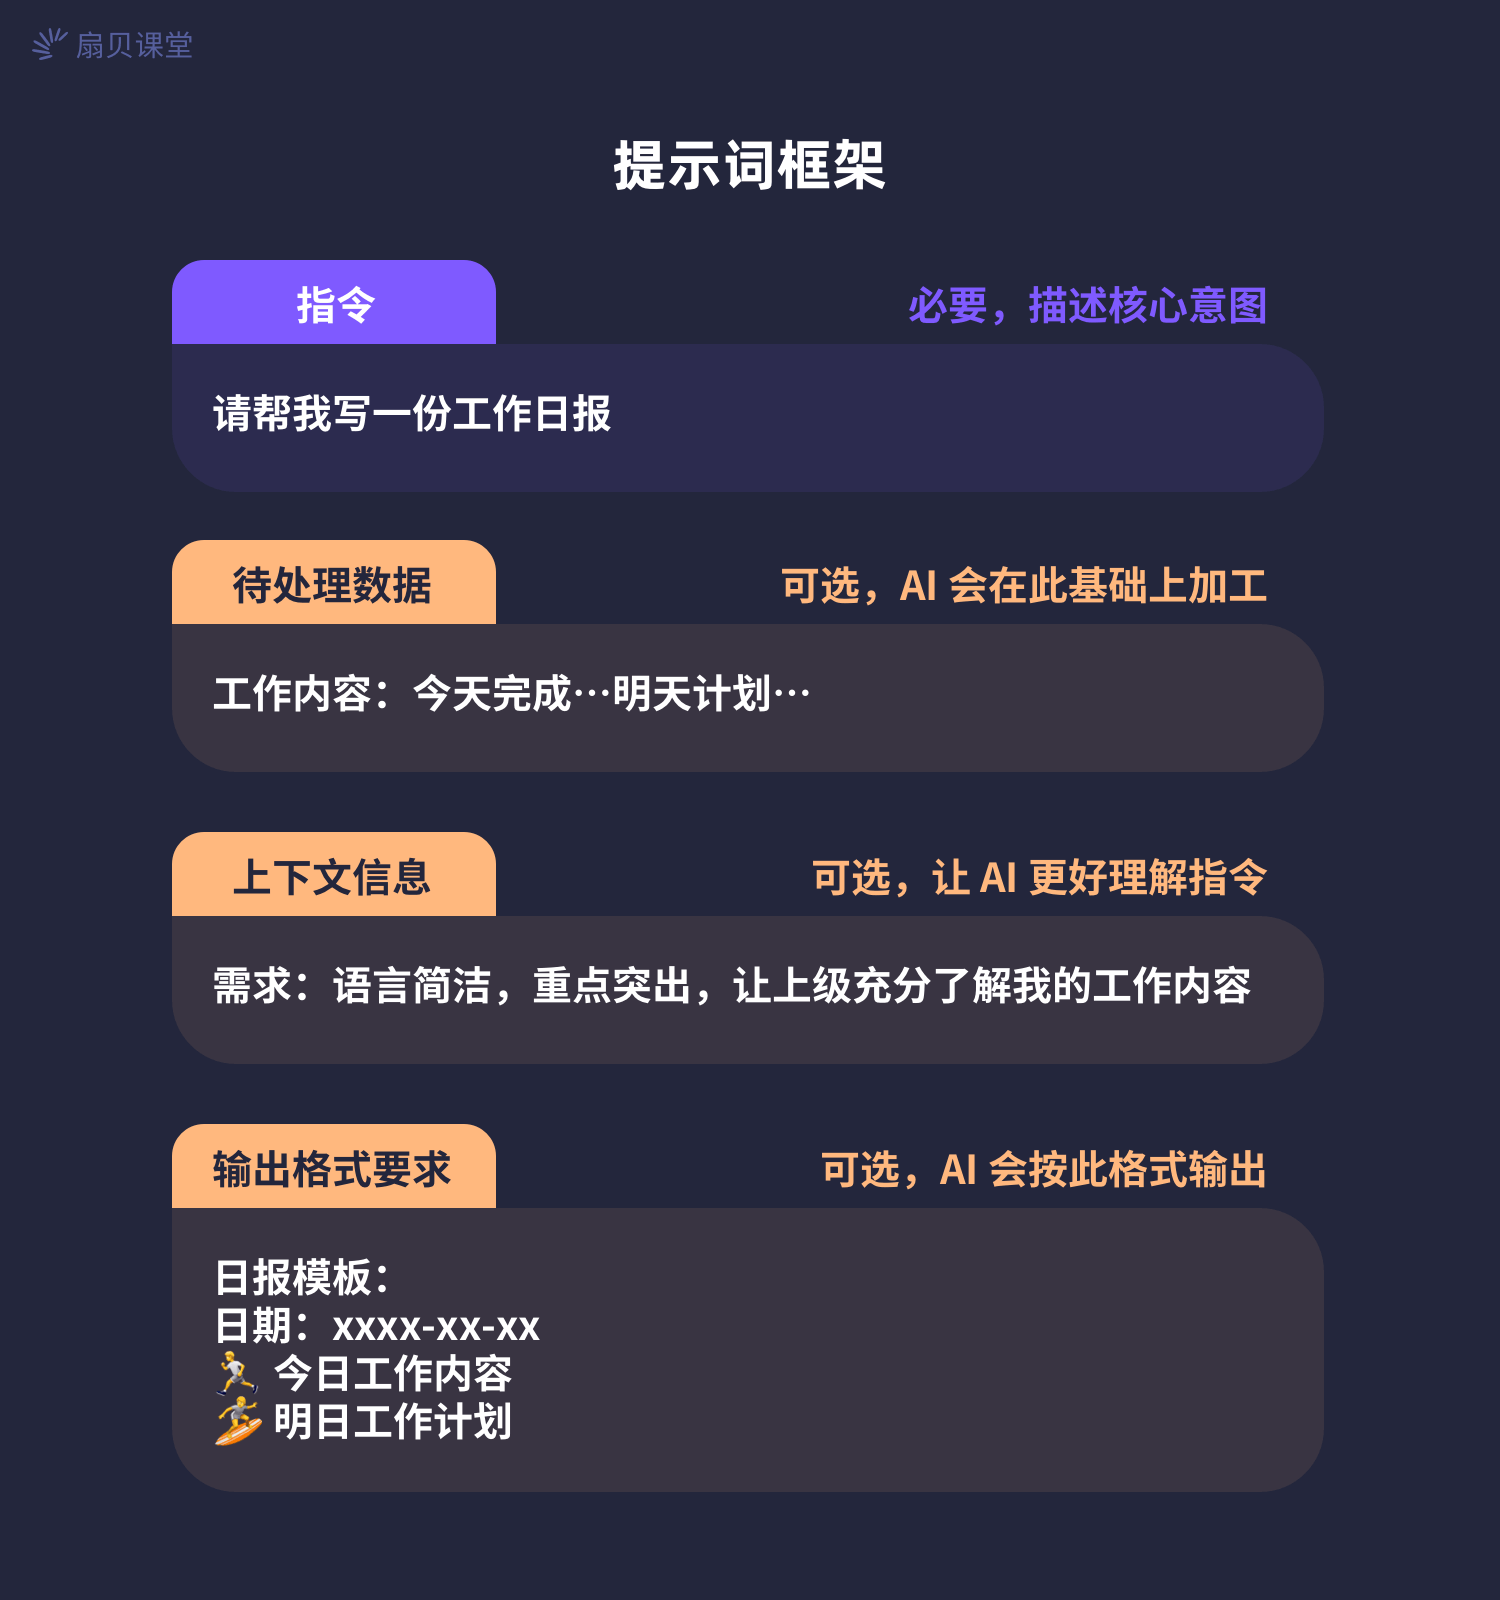 扇贝课堂
提示词框架
指令
必要，描述核心意图
请帮我写一份工作日报
待处理数据
可选，AI 会在此基础上加工
工作内容：今天完成…明天计划…
上下文信息
可选，让 AI 更好理解指令
需求：语言简洁，重点突出，让上级充分了解我的工作内容
输出格式要求
可选，AI 会按此格式输出
日报模板：
日期：xxxx-xx-xx
🏃 今日工作内容
🏄 明日工作计划